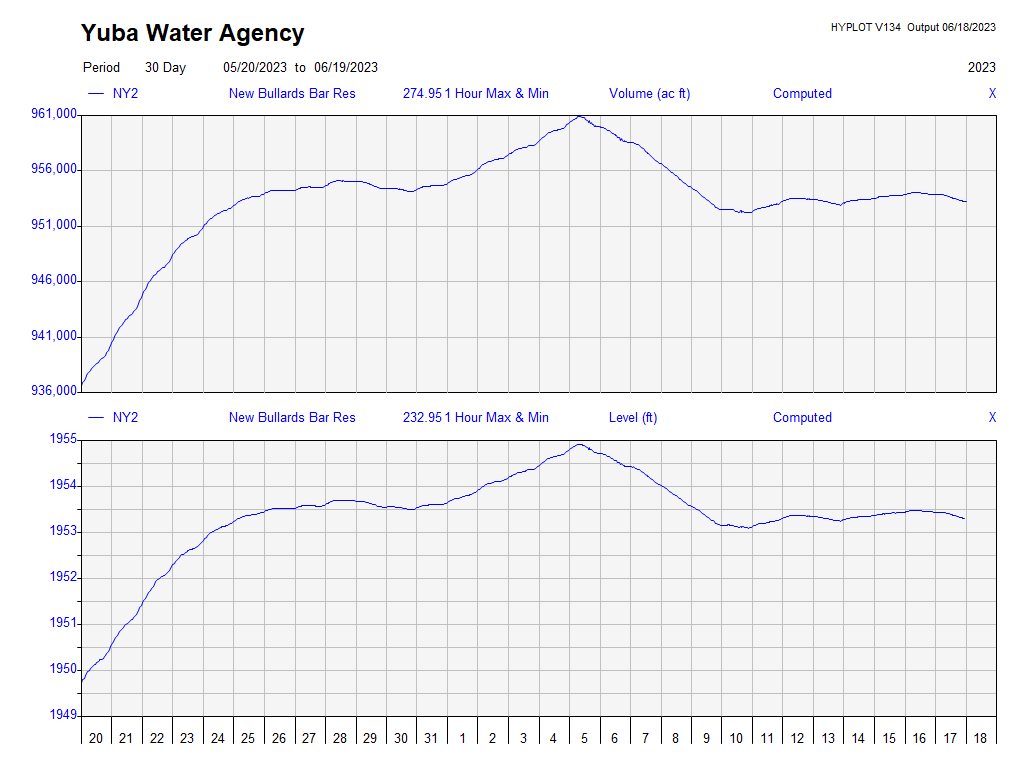 Yuba Water Agency
HYPLOT V134 Output 06/18/2023
Period 30 Day 05/20/2023 to 06/19/2023 2023
NY2 New Bullards Bar Res 274.95 1 Hour Max & Min Volume (ac ft) Computed X
961,000
956,000
951,000
946,000
941,000
936,000
NY2 New Bullards Bar Res 232.95 1 Hour Max & Min Level (ft) Computed X
1955
1954
1953
1952
1951
1950
1949
20 21 22 23 24 25 26 27 28 29 30 31 1 2 3 4 5 6 7 8 9 10 11 12 13 14 15 16 17 18